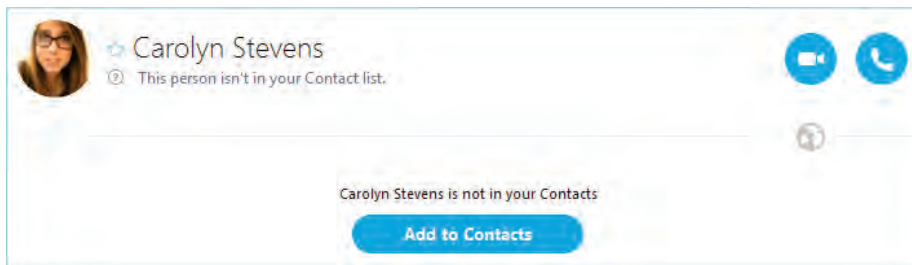 Carolyn Stevens
This person isn't in your Contact list.
Carolyn Stevens is not in your Contacts
Add to Contacts